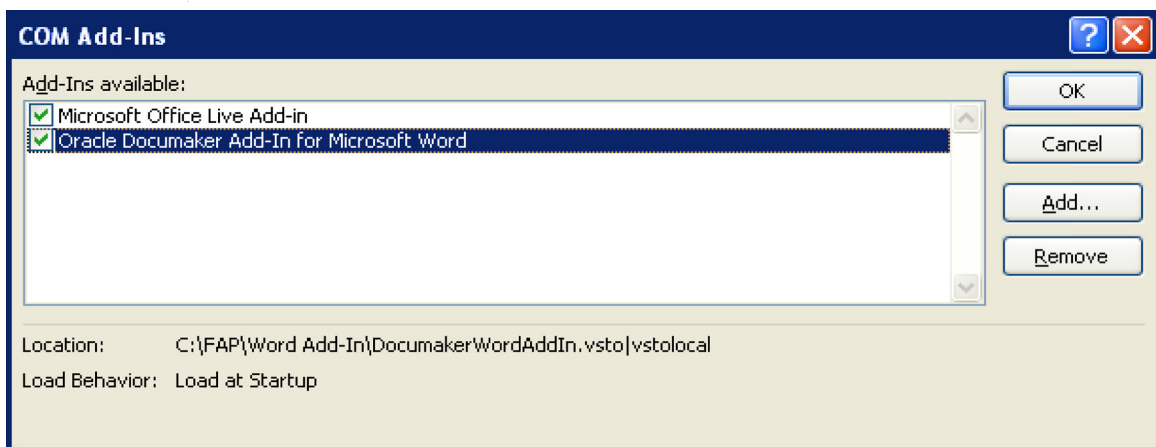 COM Add-Ins
Add-Ins available:
Microsoft Office Live Add-in
Oracle Documaker Add-In for Microsoft Word
OK
Cancel
Add...
Remove
Location: C:\FAP\Word Add-In\DocumakerWordAddIn.vsto|vstolocal
Load Behavior: Load at Startup